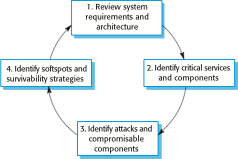 1. Review system
requirements and
architecture
2. Identify critical services
and components
3. Identify attacks and
compromisable
components
4. Identify softspots and
survivability strategies